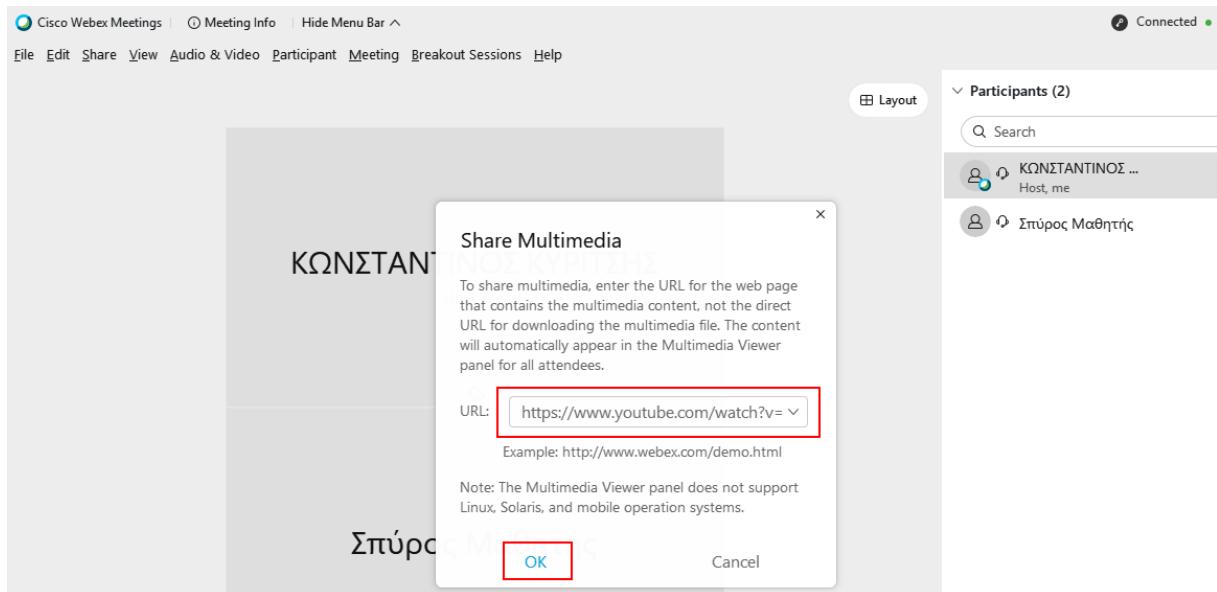 Cisco Webex Meetings Meeting Info Hide Menu Bar Connected
File Edit Share View Audio & Video Participant Meeting Breakout Sessions Help
Layout
Participants (2)
Search
ΚΩΝΣΤΑΝΤΙΝΟΣ ...
Host, me
Σπύρος Μαθητής
ΚΩΝΣΤΑΝΤΙΝΟΣ ΚΥΡΙΤΣΗΣ
Share Multimedia
To share multimedia, enter the URL for the web page
that contains the multimedia content, not the direct
URL for downloading the multimedia file. The content
will automatically appear in the Multimedia Viewer
panel for all attendees.
URL: https://www.youtube.com/watch?v=
Example: http://www.webex.com/demo.html
Note: The Multimedia Viewer panel does not support
Linux, Solaris, and mobile operation systems.
Σπύρος Μαθητής
OK Cancel